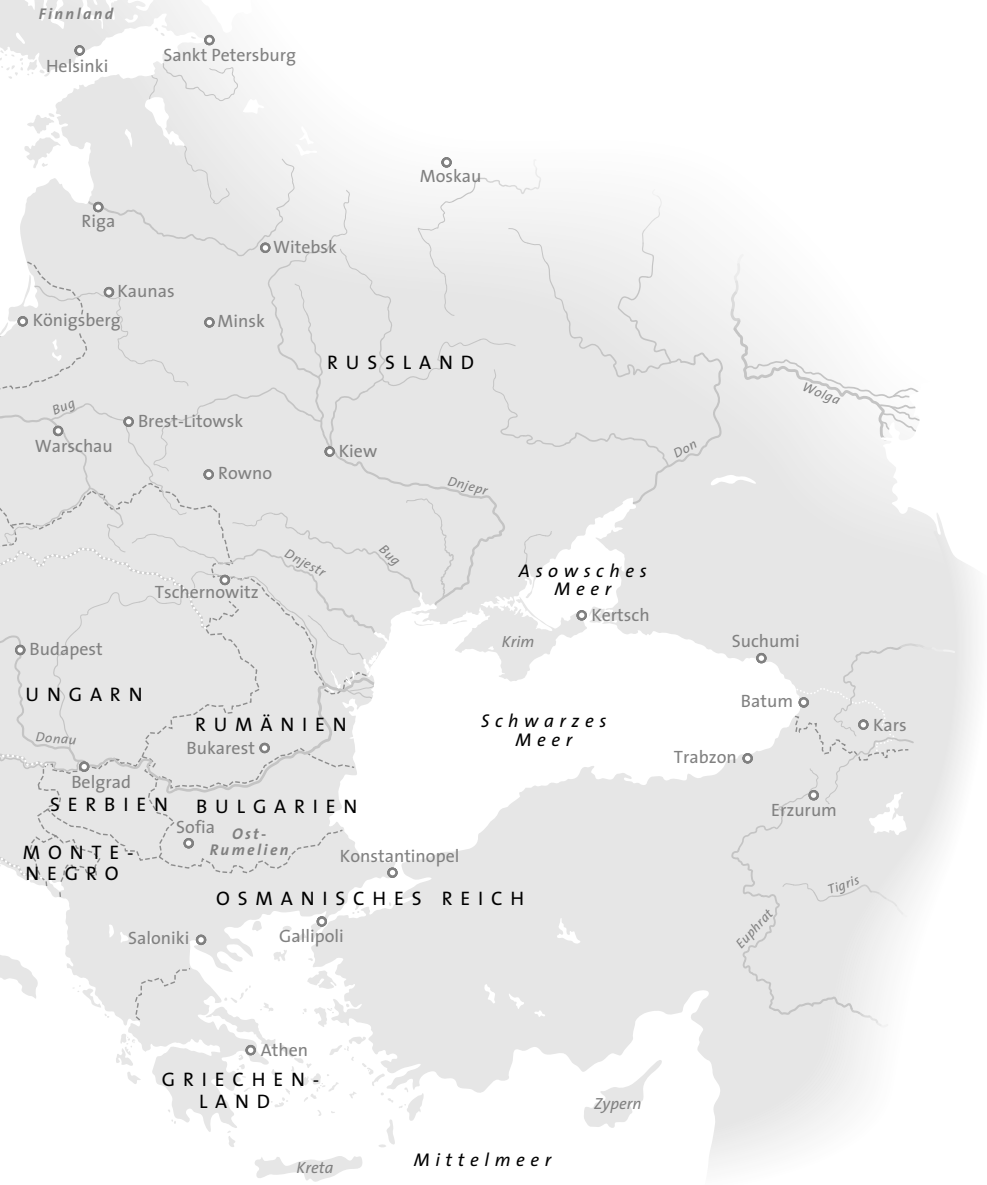 Finnland
Helsinki
Sankt Petersburg
Moskau
Riga
Witebsk
Kaunas
Königsberg
Minsk
RUSSLAND
Wolga
Bug
Brest-Litowsk
Warschau
Kiew
Don
Rowno
Dnjepr
Dnjestr
Bug
Asowsches
Meer
Tschernowitz
Kertsch
Krim
Suchumi
Budapest
UNGARN
Batum
RUMÄNIEN
Schwarzes
Meer
Kars
Donau
Bukarest
Trabzon
Belgrad
SERBIEN
BULGARIEN
Erzurum
Sofia
Ost-
Rumelien
MONTE-
NEGRO
Konstantinopel
Tigris
OSMANISCHES REICH
Euphrat
Saloniki
Gallipoli
Athen
GRIECHEN-
LAND
Zypern
Kreta
Mittelmeer